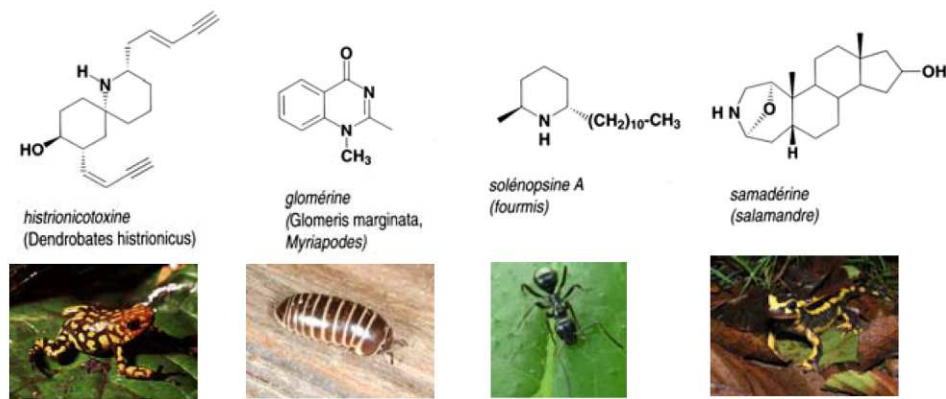 H
N
HO
O
N
N
CH3
N
H
(CH2)10-CH3
H N
O
H
OH
histrionicotoxine
(Dendrobates histrionicus)
glomérine
(Glomeris marginata,
Myriapodes)
solénopsine A
(fourmis)
samadérine
(salamandre)